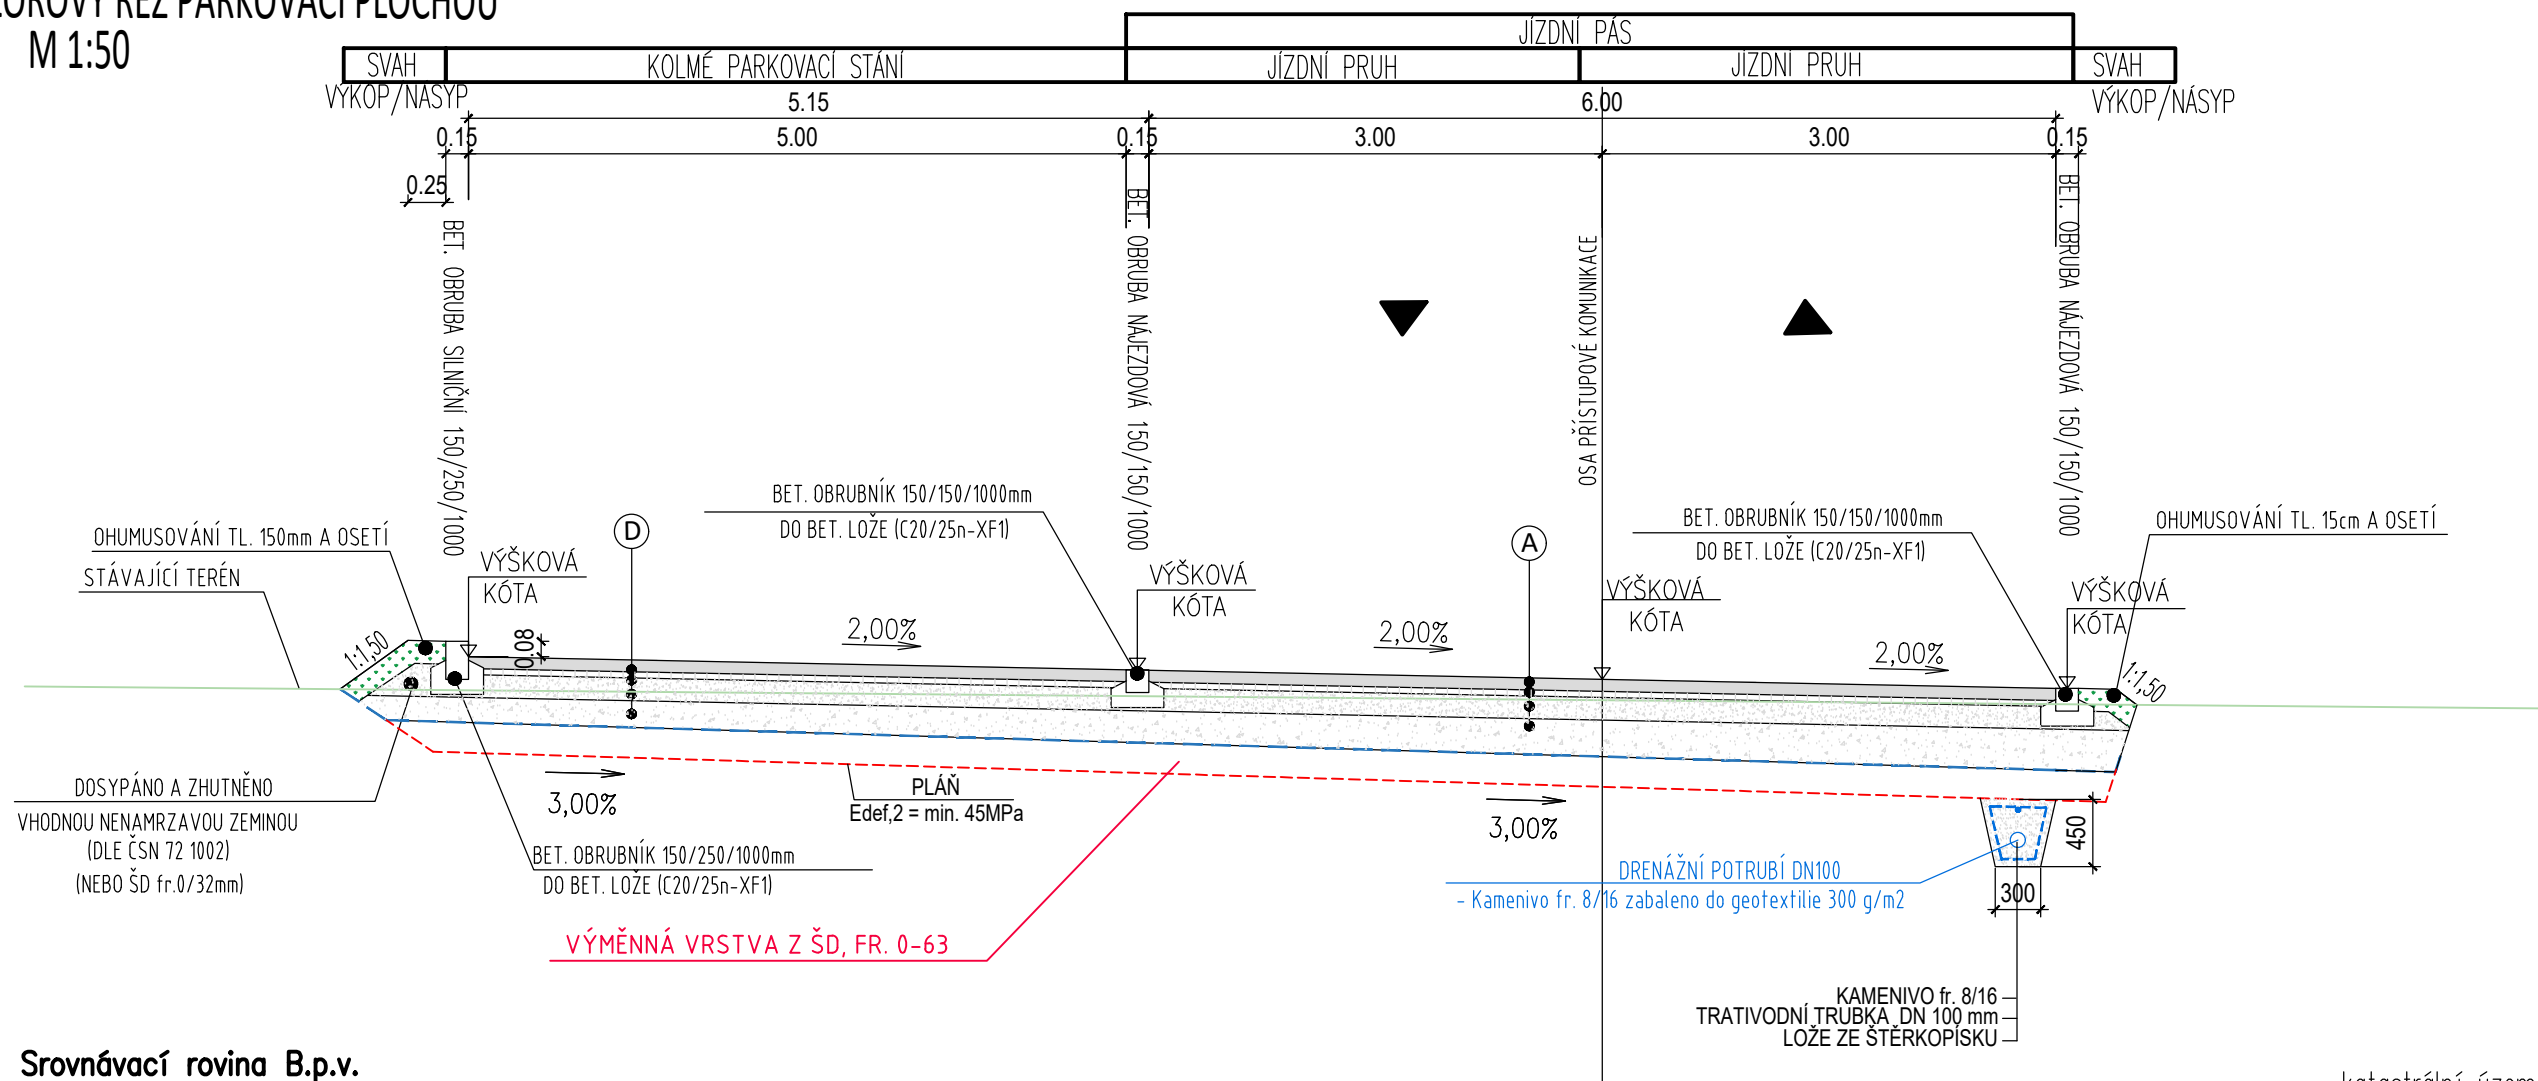 ŘEZ PARKOVACÍ PLOCHOU
M 1:50
JÍZDNÍ PÁS
SVAH
KOLMÉ PARKOVACÍ STÁNÍ
JÍZDNÍ PRUH
JÍZDNÍ PRUH
SVAH
VÝKOP/NÁSYP
VÝKOP/NÁSYP
5.15
6.00
0.15
5.00
0.15
3.00
3.00
0.15
0.25
BET. OBRUBA SILNIČNÍ 150/250/1000
BET. OBRUBA NÁJEZDOVÁ 150/150/1000
OSA PŘÍSTUPOVÉ KOMUNIKACE
BET. OBRUBA NÁJEZDOVÁ 150/150/1000
BET. OBRUBNÍK 150/150/1000mm
DO BET. LOŽE (C20/25n-XF1)
BET. OBRUBNÍK 150/150/1000mm
DO BET. LOŽE (C20/25n-XF1)
OHUMUSOVÁNÍ TL. 150mm A OSETÍ
STÁVAJÍCÍ TERÉN
OHUMUSOVÁNÍ TL. 15cm A OSETÍ
D
A
VÝŠKOVÁ
KÓTA
VÝŠKOVÁ
KÓTA
VÝŠKOVÁ
KÓTA
VÝŠKOVÁ
KÓTA
1:1,50
0.08
2,00%
2,00%
2,00%
1:1,50
DOSYPÁNO A ZHUTNĚNO
VHODNOU NENAMRZAVOU ZEMINOU
(DLE ČSN 72 1002)
(NEBO ŠD fr.0/32mm)
3,00%
PLÁŇ
Edef,2 = min. 45MPa
3,00%
BET. OBRUBNÍK 150/250/1000mm
DO BET. LOŽE (C20/25n-XF1)
450
300
DRENÁŽNÍ POTRUBÍ DN100
- Kamenivo fr. 8/16 zabaleno do geotextilie 300 g/m2
VÝMĚNNÁ VRSTVA Z ŠD, FR. 0-63
KAMENIVO fr. 8/16
TRATIVODNÍ TRUBKA DN 100 mm
LOŽE ZE ŠTĚRKOPÍSKU
Srovnávací rovina B.p.v.